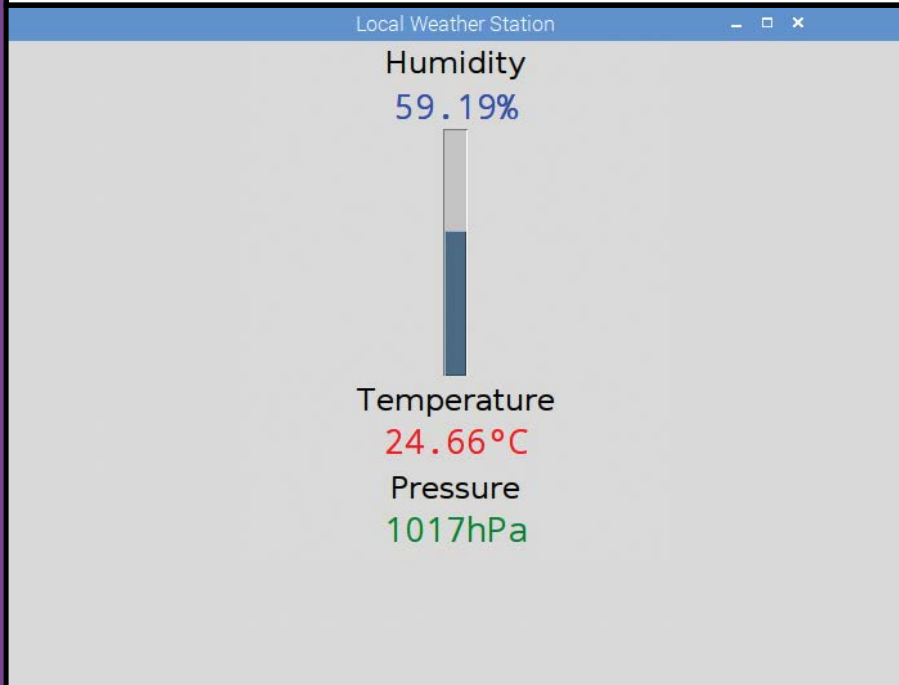 Local Weather Station
Humidity
59.19%
Temperature
24.66°C
Pressure
1017hPa